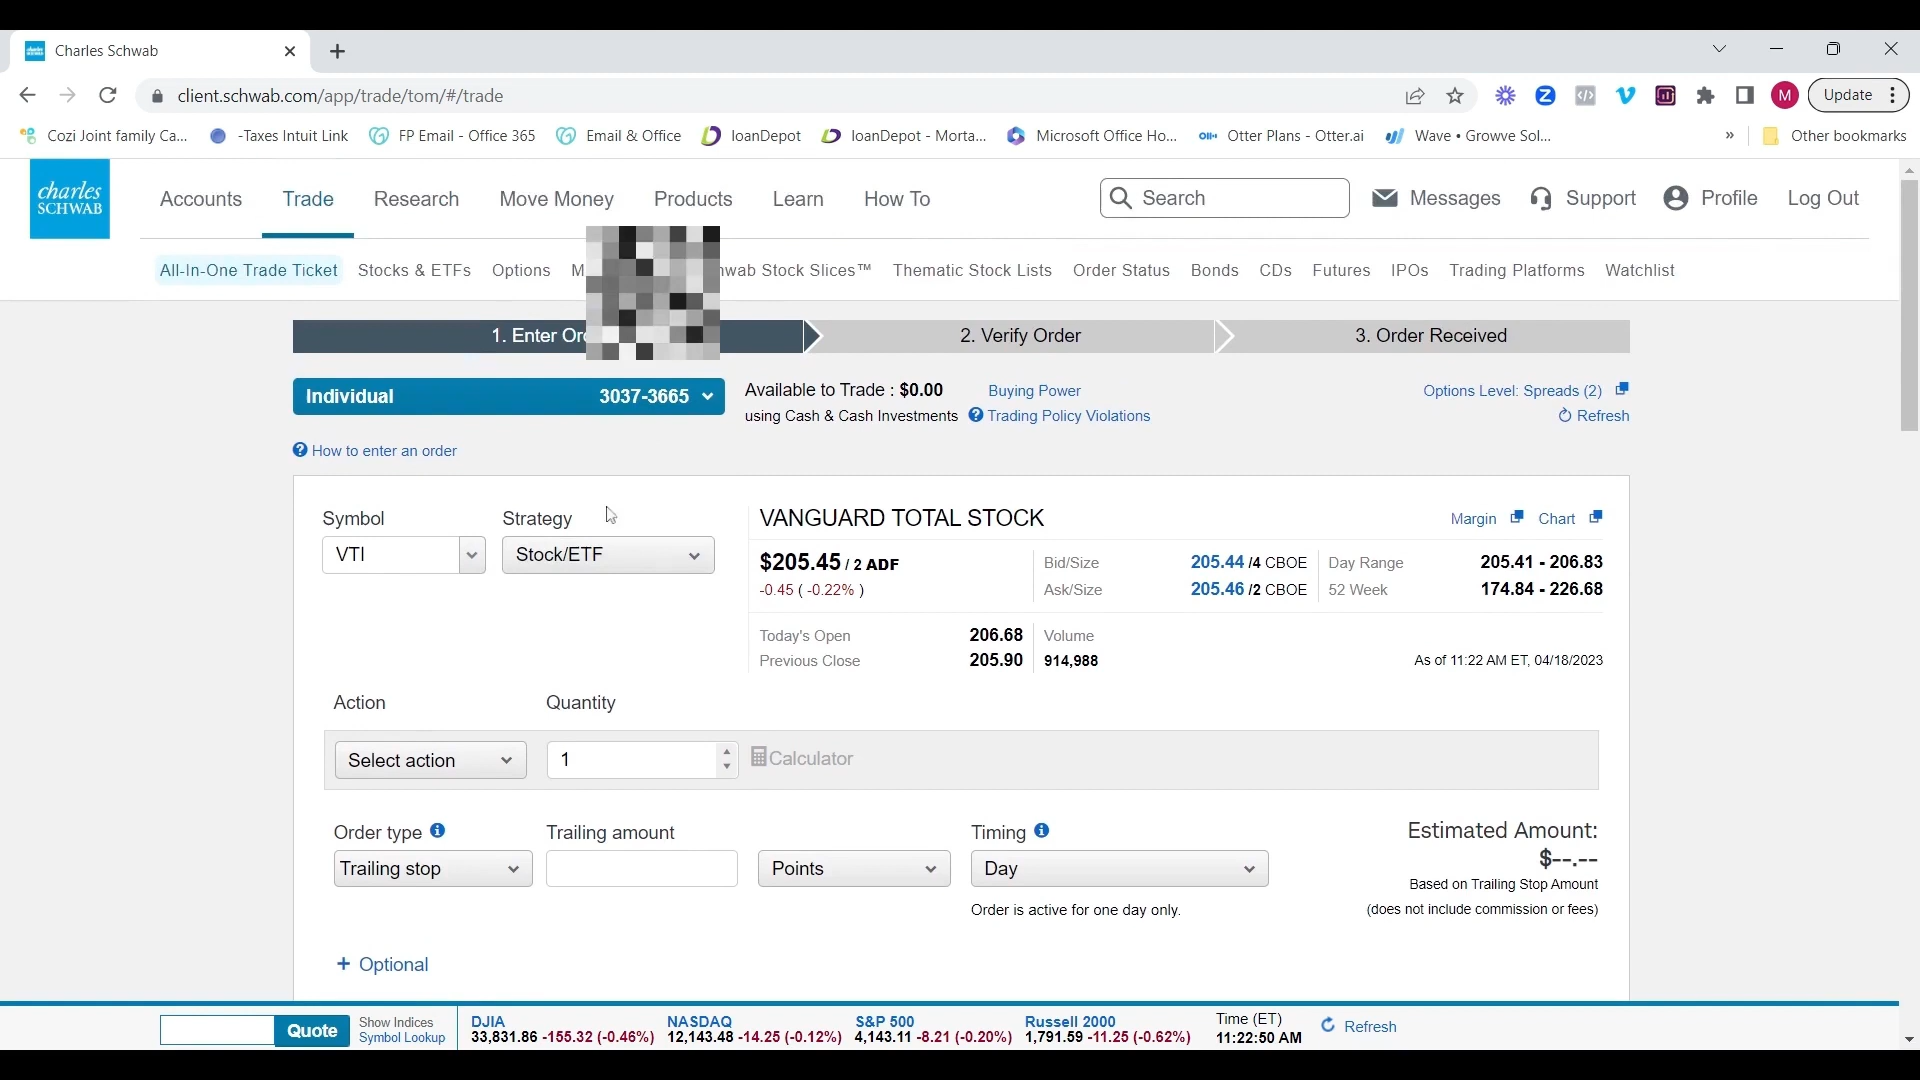 Charles Schwab
client.schwab.com/app/trade/tom/#/trade
Update
Cozi Joint family Ca...
-Taxes Intuit Link
FP Email - Office 365
Email & Office
loanDepot
loanDepot - Morta...
Microsoft Office Ho...
Otter Plans - Otter.ai
Wave • Growwe Sol...
»
Other bookmarks
charles
SCHWAB
Accounts
Trade
Research
Move Money
Products
Learn
How To
Search
Messages
Support
Profile
Log Out
All-In-One Trade Ticket
Stocks & ETFs
Options
Stock Slices™
Thematic Stock Lists
Order Status
Bonds
CDs
Futures
IPOs
Trading Platforms
Watchlist
1. Enter
2. Verify Order
3. Order Received
Individual 3037-3665
Available to Trade : $0.00
Buying Power
using Cash & Cash Investments
Trading Policy Violations
Options Level: Spreads (2)
Refresh
How to enter an order
Symbol
Strategy
VTI
Stock/ETF
VANGUARD TOTAL STOCK
Margin
Chart
$205.45 / 2 ADF
-0.45 ( -0.22% )
Bid/Size 205.44 /4 CBOE
Ask/Size 205.46 /2 CBOE
Day Range 205.41 - 206.83
52 Week 174.84 - 226.68
Today's Open 206.68
Previous Close 205.90
Volume
914,988
As of 11:22 AM ET, 04/18/2023
Action
Quantity
Select action
1
Calculator
Order type
Trailing amount
Timing
Trailing stop
Points
Day
Order is active for one day only.
Estimated Amount:
$--.--
Based on Trailing Stop Amount
(does not include commission or fees)
+ Optional
Quote
Show Indices
Symbol Lookup
DJIA
33,831.86 -155.32 (-0.46%)
NASDAQ
12,143.48 -14.25 (-0.12%)
S&P 500
4,143.11 -8.21 (-0.20%)
Russell 2000
1,791.59 -11.25 (-0.62%)
Time (ET)
11:22:50 AM
Refresh